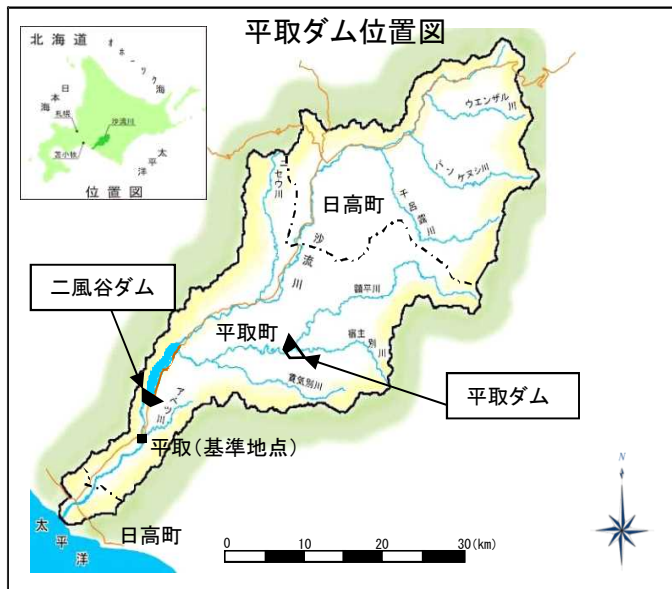 平取ダム位置図
北海道
オホーツク海
日本海
札幌
沙流川
苫小牧
太平洋
位置図
ウエンザル川
パンケヌシ川
ニセウ川
千呂露川
日高町
沙流川
額平川
二風谷ダム
平取町
宿主別川
貫気別川
平取ダム
アベツ川
平取(基準地点)
N
太平洋
日高町
0 10 20 30(km)